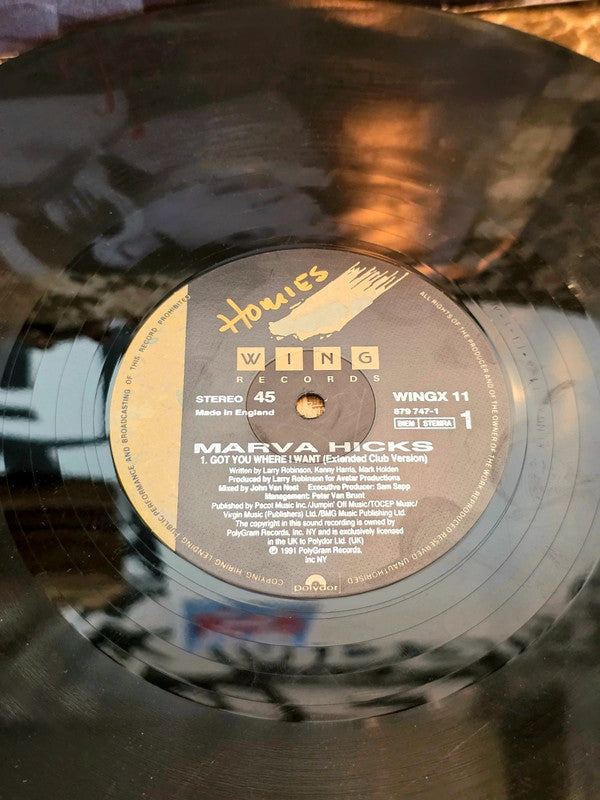 HOMIES
WING
RECORDS
STEREO 45
Made in England
WINGX 11
879 747-1
BIEM STEMRA 1
MARVA HICKS
1. GOT YOU WHERE I WANT (Extended Club Version)
Written by Larry Robinson, Kenny Harris, Mark Holden
Produced by Larry Robinson for Avatar Productions
Mixed by John Van Nest Executive Producer: Sam Sapp
Management: Peter Van Brunt
Published by Pacot Music Inc./Jumpin' Off Music/TOCEP Music/
Virgin Music (Publishers) Ltd./BMG Music Publishing Ltd.
The copyright in this sound recording is owned by
PolyGram Records, Inc NY and is exclusively licensed
in the UK to Polydor Ltd. (UK)
℗ 1991 PolyGram Records,
Inc NY
polydor
ALL RIGHTS OF THE PRODUCER AND OF THE OWNER OF THE WORK REPRODUCED RESERVED UNAUTHORISED
COPYING HIRING LENDING PUBLIC PERFORMANCE AND BROADCASTING OF THIS RECORD PROHIBITED